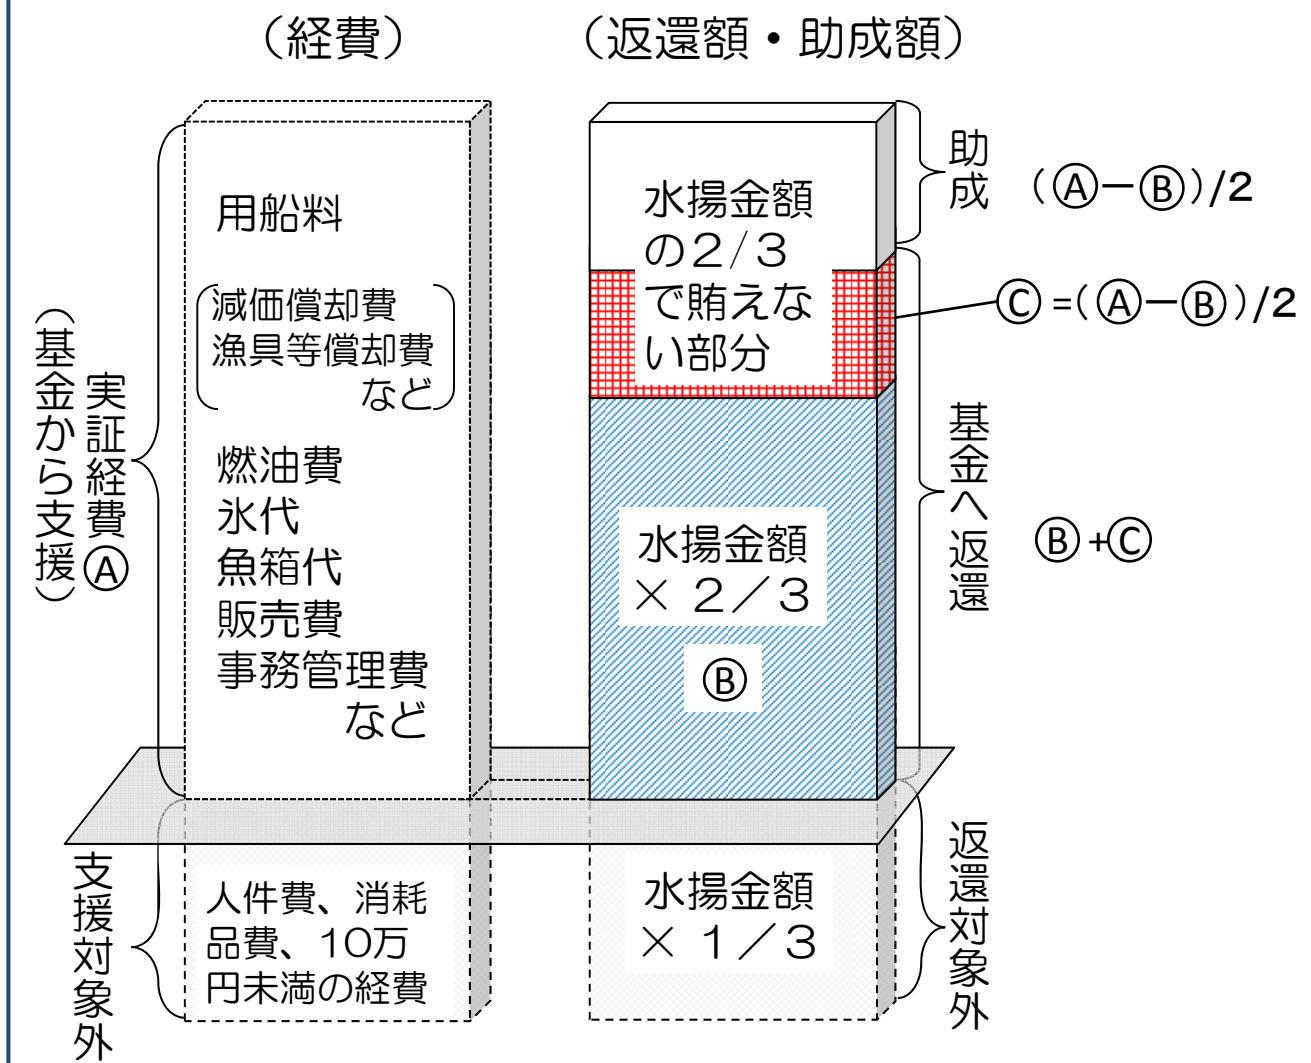 （経費）
（返還額・助成額）
用船料
減価償却費
漁具等償却費
など
燃油費
氷代
魚箱代
販売費
事務管理費
など
実証経費Ⓐ
（基金から支援）
人件費、消耗
品費、10万
円未満の経費
支援対象外
水揚金額
の２/３
で賄えな
い部分
水揚金額
× ２／３
Ⓑ
水揚金額
× １／３
助成
（Ⓐ－Ⓑ）/2
Ⓒ =（Ⓐ－Ⓑ）/2
基金へ返還
Ⓑ+Ⓒ
返還対象外